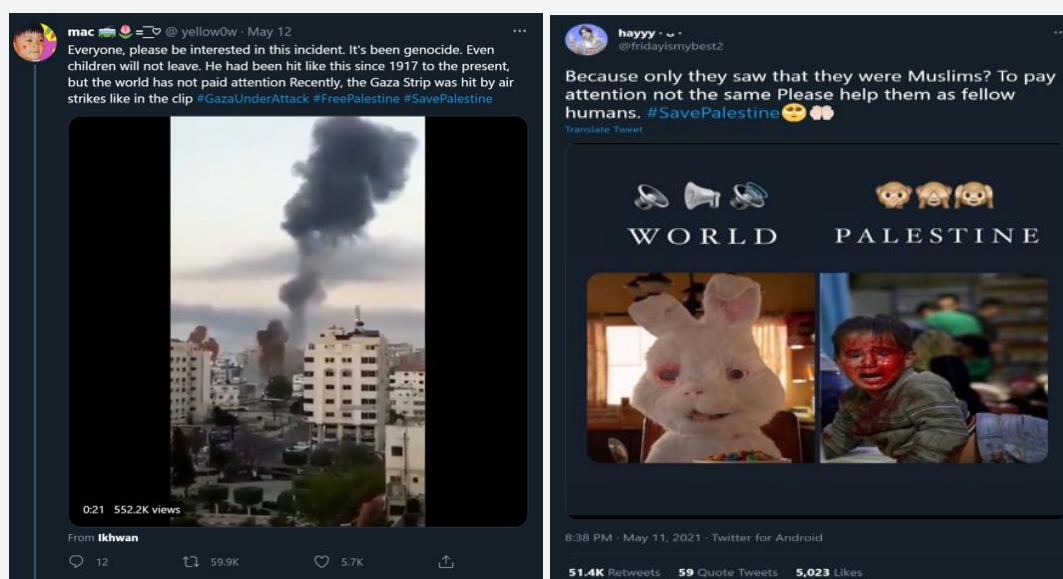 mac @ yellow0w · May 12
Everyone, please be interested in this incident. It's been genocide. Even
children will not leave. He had been hit like this since 1917 to the present,
but the world has not paid attention Recently, the Gaza Strip was hit by air
strikes like in the clip #GazaUnderAttack #FreePalestine #SavePalestine
0:21 552.2K views
From Ikhwan
12 59.9K 5.7K
hayyy
@fridayismybest2
Because only they saw that they were Muslims? To pay
attention not the same Please help them as fellow
humans. #SavePalestine
Translate Tweet
WORLD PALESTINE
8:38 PM · May 11, 2021 · Twitter for Android
51.4K Retweets 59 Quote Tweets 5,023 Likes